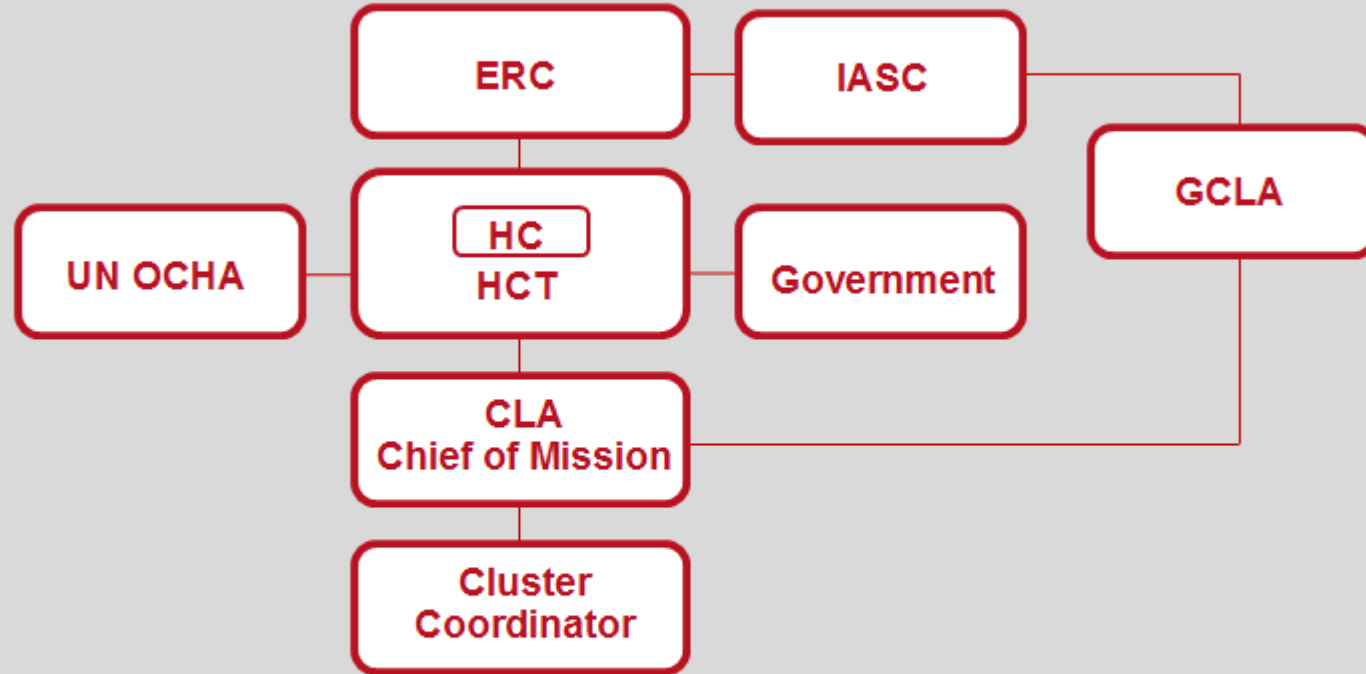 ERC
IASC
GCLA
HC
HCT
UN OCHA
Government
CLA
Chief of Mission
Cluster
Coordinator